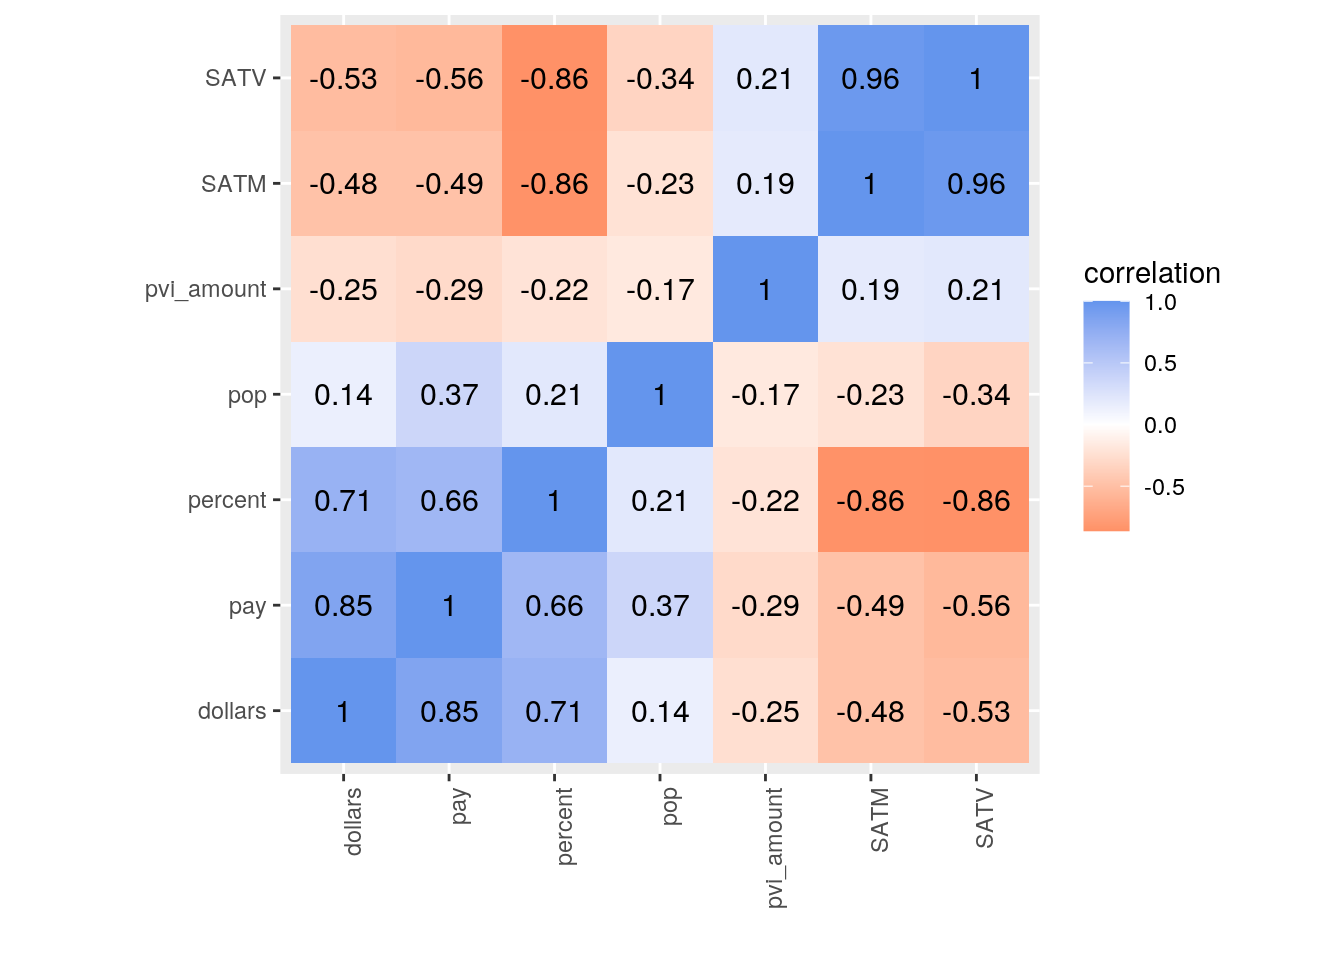 SATV -0.53 -0.56 -0.86 -0.34 0.21 0.96 1
SATM -0.48 -0.49 -0.86 -0.23 0.19 1 0.96
pvi_amount -0.25 -0.29 -0.22 -0.17 1 0.19 0.21
pop 0.14 0.37 0.21 1 -0.17 -0.23 -0.34
percent 0.71 0.66 1 0.21 -0.22 -0.86 -0.86
pay 0.85 1 0.66 0.37 -0.29 -0.49 -0.56
dollars 1 0.85 0.71 0.14 -0.25 -0.48 -0.53
dollars pay percent pop pvi_amount SATM SATV
correlation
1.0
0.5
0.0
-0.5